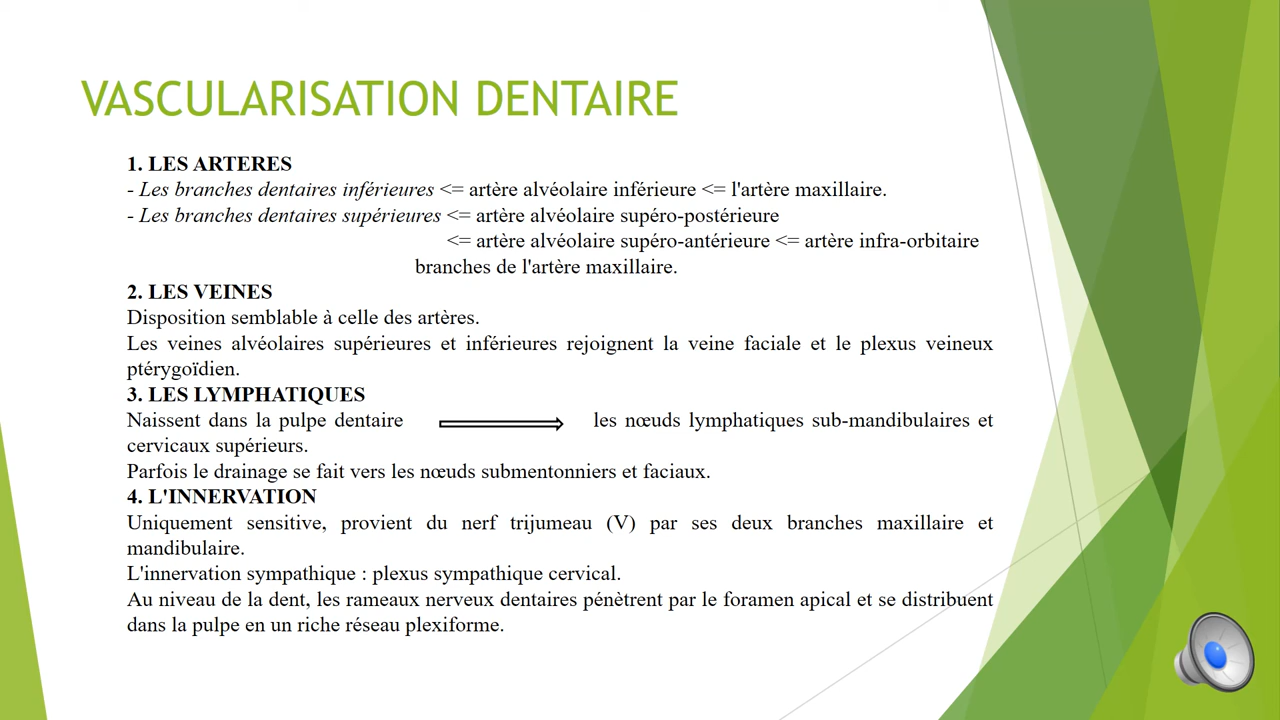 VASCULARISATION DENTAIRE
1. LES ARTERES
- Les branches dentaires inférieures <= artère alvéolaire inférieure <= l'artère maxillaire.
- Les branches dentaires supérieures <= artère alvéolaire supéro-postérieure
<= artère alvéolaire supéro-antérieure <= artère infra-orbitaire
branches de l'artère maxillaire.
2. LES VEINES
Disposition semblable à celle des artères.
Les veines alvéolaires supérieures et inférieures rejoignent la veine faciale et le plexus veineux
ptérygoïdien.
3. LES LYMPHATIQUES
Naissent dans la pulpe dentaire les nœuds lymphatiques sub-mandibulaires et
cervicaux supérieurs.
Parfois le drainage se fait vers les nœuds submentonniers et faciaux.
4. L'INNERVATION
Uniquement sensitive, provient du nerf trijumeau (V) par ses deux branches maxillaire et
mandibulaire.
L'innervation sympathique : plexus sympathique cervical.
Au niveau de la dent, les rameaux nerveux dentaires pénètrent par le foramen apical et se distribuent
dans la pulpe en un riche réseau plexiforme.